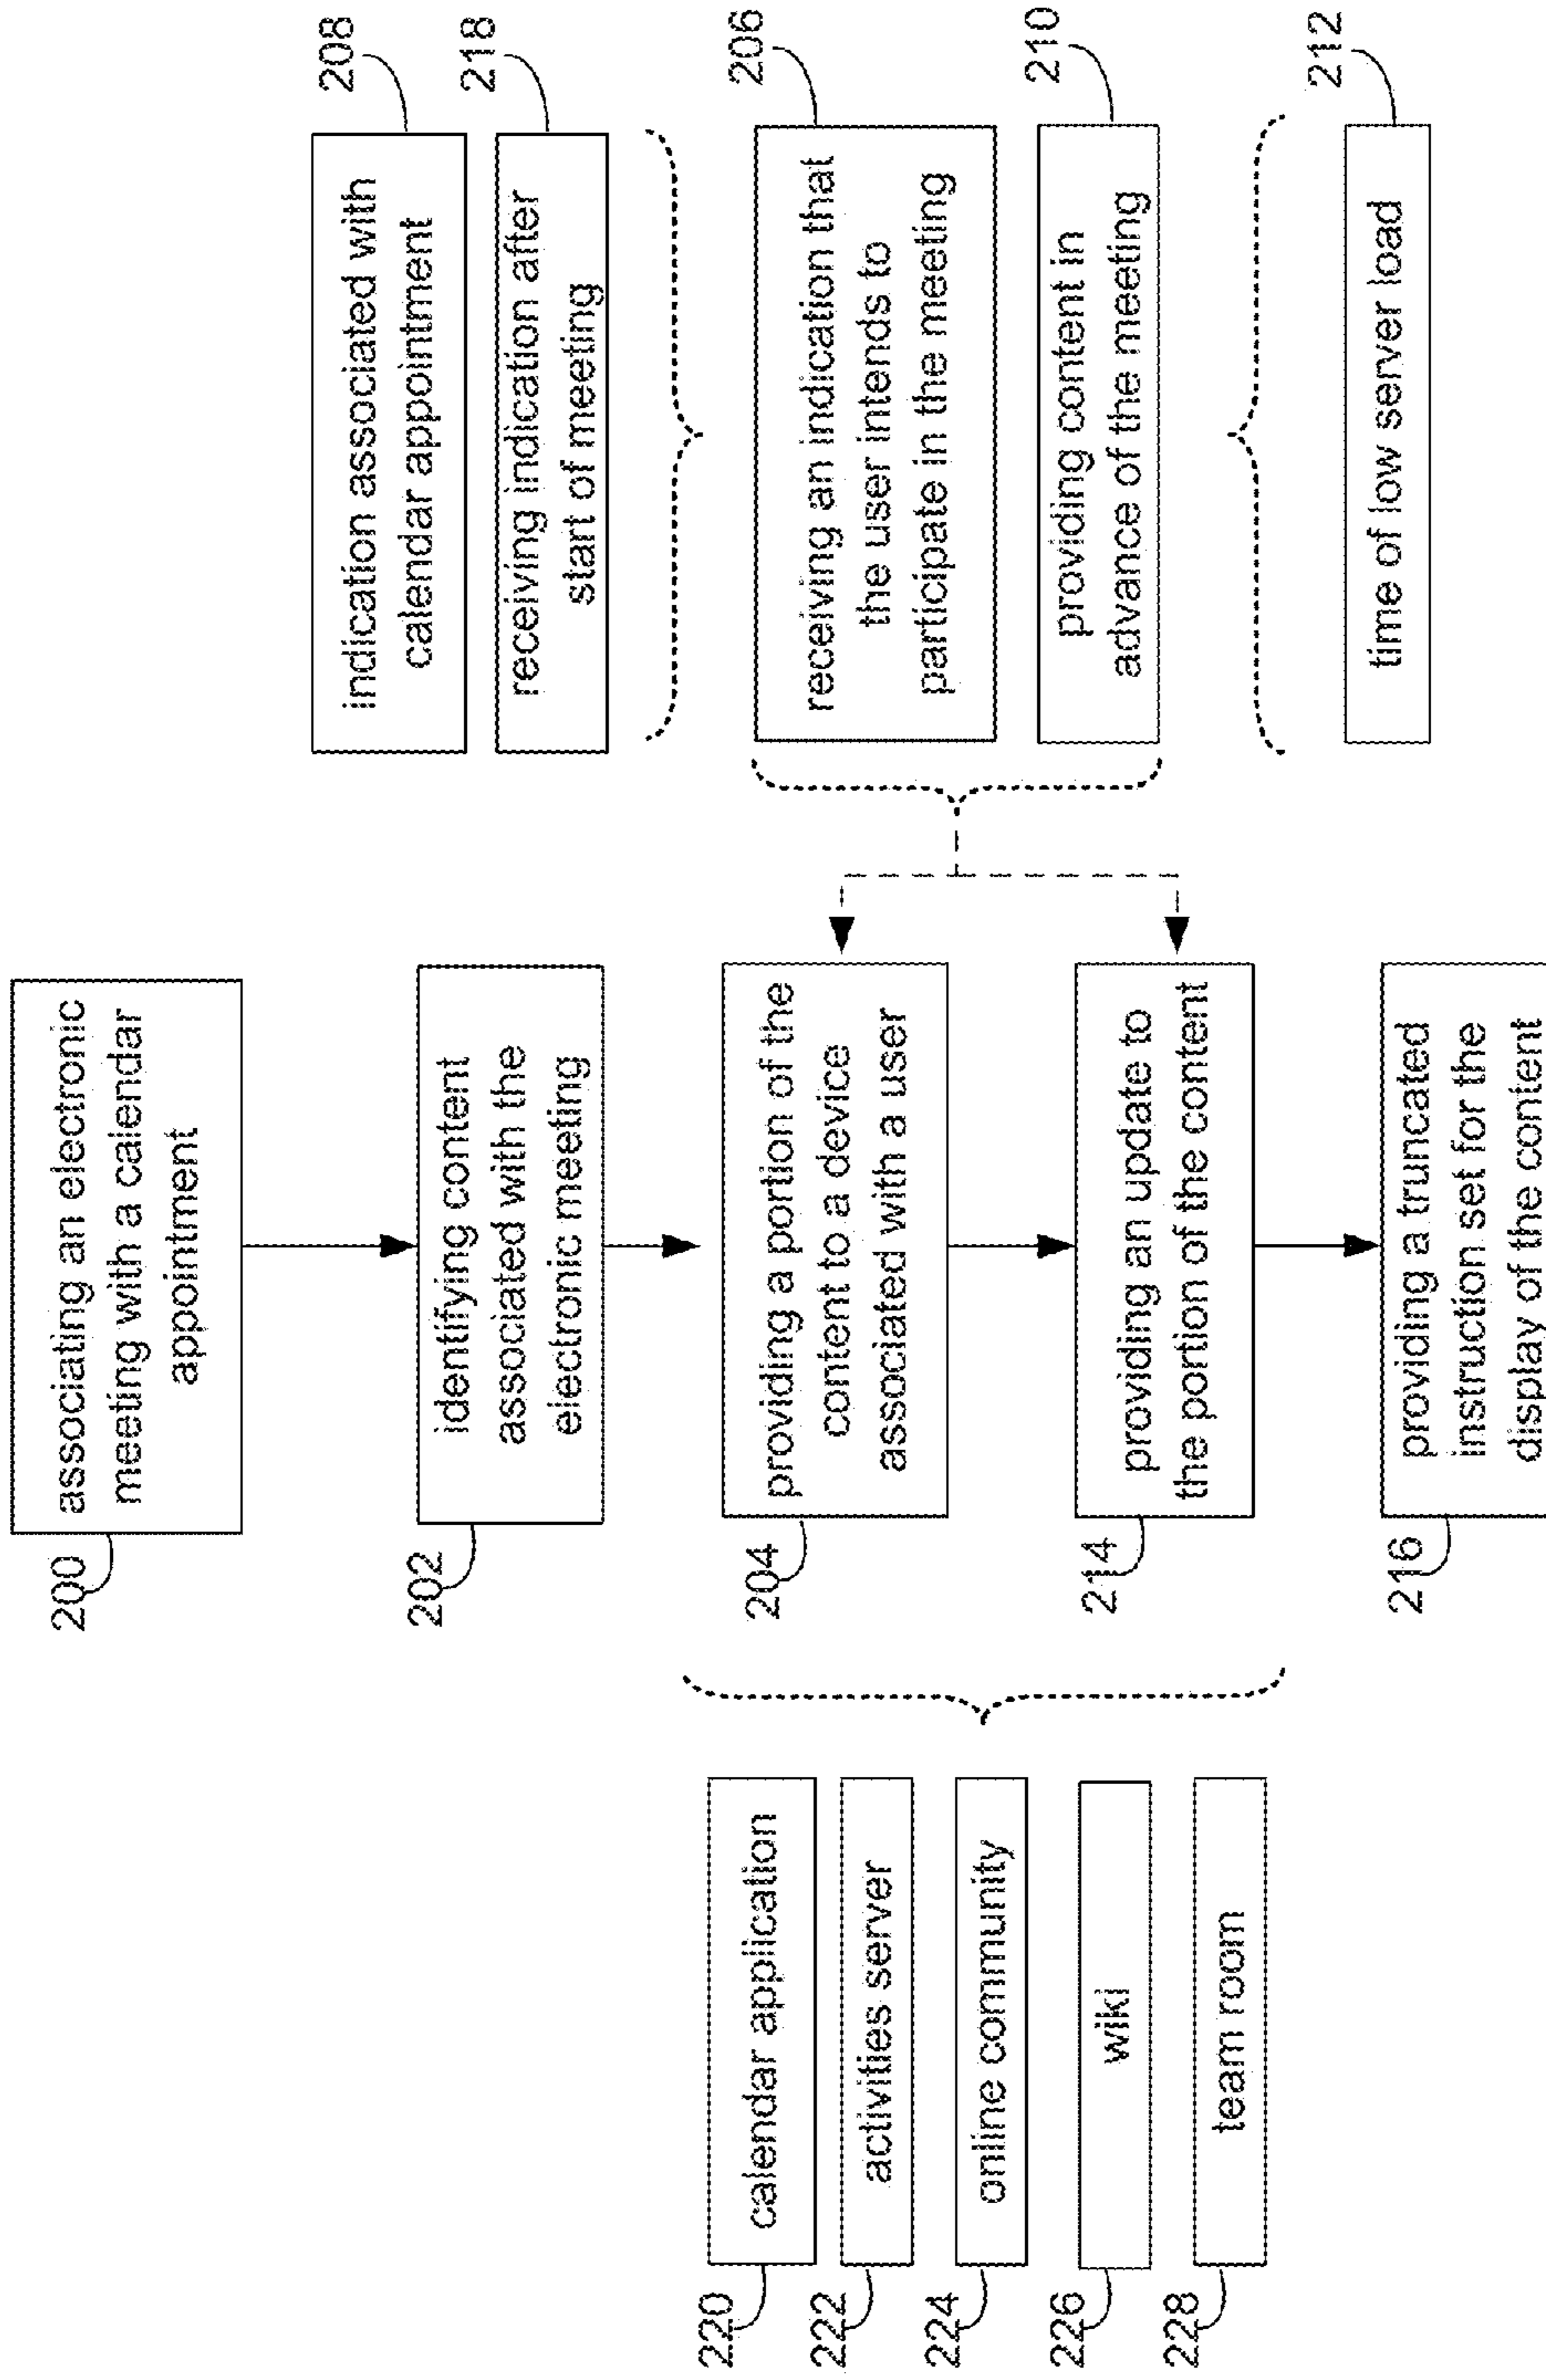 200
associating an electronic
meeting with a calendar
appointment
202
identifying content
associated with the
electronic meeting
204
providing a portion of the
content to a device
associated with a user
214
providing an update to
the portion of the content
216
providing a truncated
instruction set for the
display of the content
208
indication associated with
calendar appointment
218
receiving indication after
start of meeting
206
receiving an indication that
the user intends to
participate in the meeting
210
providing content in
advance of the meeting
212
time of low server load
220
calendar application
222
activities server
224
online community
226
wiki
228
team room